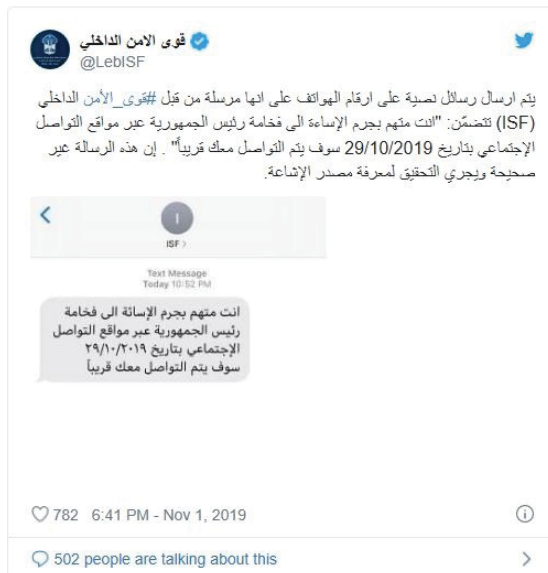 قوى الامن الداخلي
@LebISF
يتم ارسال رسائل نصية على ارقام الهواتف على انها مرسلة من قبل #قوى_الأمن الداخلي
(ISF) تتضمّن: "انت متهم بجرم الإساءة الى فخامة رئيس الجمهورية عبر مواقع التواصل
الإجتماعي بتاريخ 29/10/2019 سوف يتم التواصل معك قريباً" . إن هذه الرسالة غير
صحيحة ويجري التحقيق لمعرفة مصدر الإشاعة.
I
ISF >
Text Message
Today 10:52 PM
انت متهم بجرم الإسائة الى فخامة
رئيس الجمهورية عبر مواقع التواصل
الإجتماعي بتاريخ ٢٩/١٠/٢٠١٩
سوف يتم التواصل معك قريباً
782 6:41 PM - Nov 1, 2019
502 people are talking about this